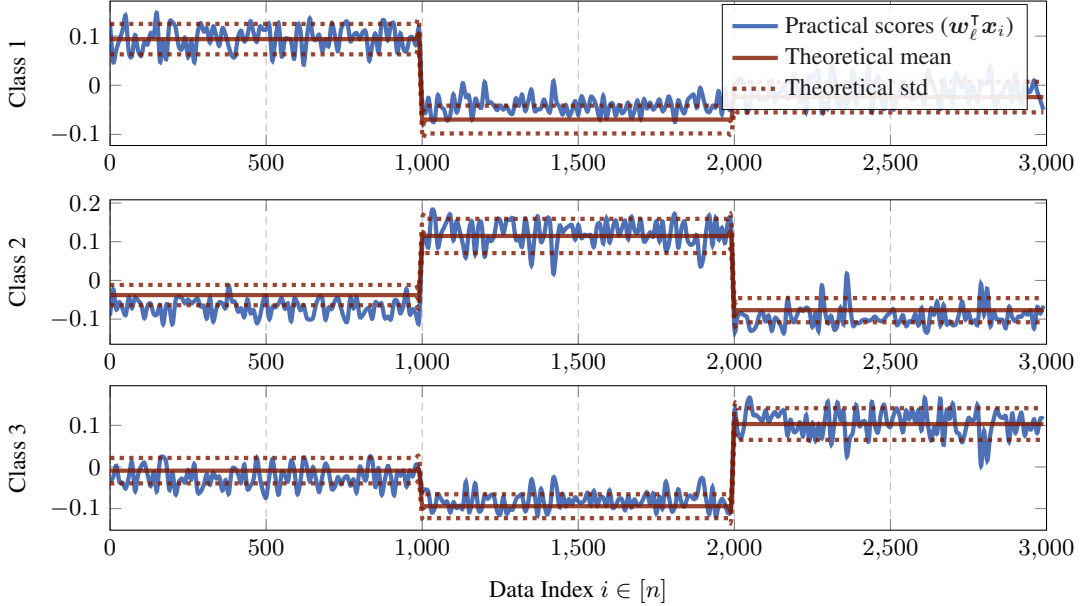 Practical scores (𝒘ℓ⊺𝒙ᵢ)
Theoretical mean
Theoretical std
Class 1
0.1
0
−0.1
0 500 1,000 1,500 2,000 2,500 3,000
Class 2
0.2
0.1
0
−0.1
0 500 1,000 1,500 2,000 2,500 3,000
Class 3
0.1
0
−0.1
0 500 1,000 1,500 2,000 2,500 3,000
Data Index i ∈ [n]